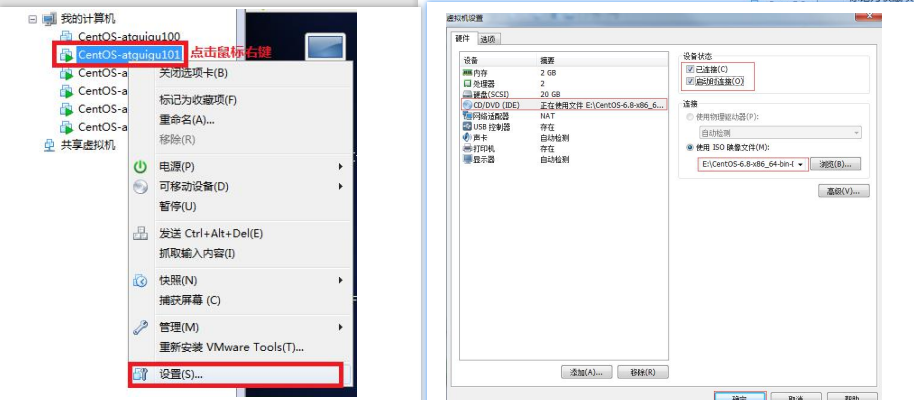 我的计算机
CentOS-atguigu100
CentOS-atguigu101
点击鼠标右键
CentOS-a
CentOS-a
CentOS-a
CentOS-a
共享虚拟机
关闭选项卡(B)
标记为收藏项(F)
重命名(A)...
移除(R)
电源(P)
可移动设备(D)
暂停(U)
发送 Ctrl+Alt+Del(E)
抓取输入内容(I)
快照(N)
捕获屏幕 (C)
管理(M)
重新安装 VMware Tools(T)...
设置(S)...
虚拟机设置
硬件 选项
设备 摘要
内存 2 GB
处理器 2
硬盘(SCSI) 20 GB
CD/DVD (IDE) 正在使用文件 E:\CentOS-6.8-x86_6...
网络适配器 NAT
USB 控制器 存在
声卡 自动检测
打印机 存在
显示器 自动检测
添加(A)... 移除(R)
设备状态
已连接(C)
启动时连接(O)
连接
使用物理驱动器(P):
自动检测
使用 ISO 映像文件(M):
E:\CentOS-6.8-x86_64-bin-[ 浏览(B)...
高级(V)...
确定 取消 帮助